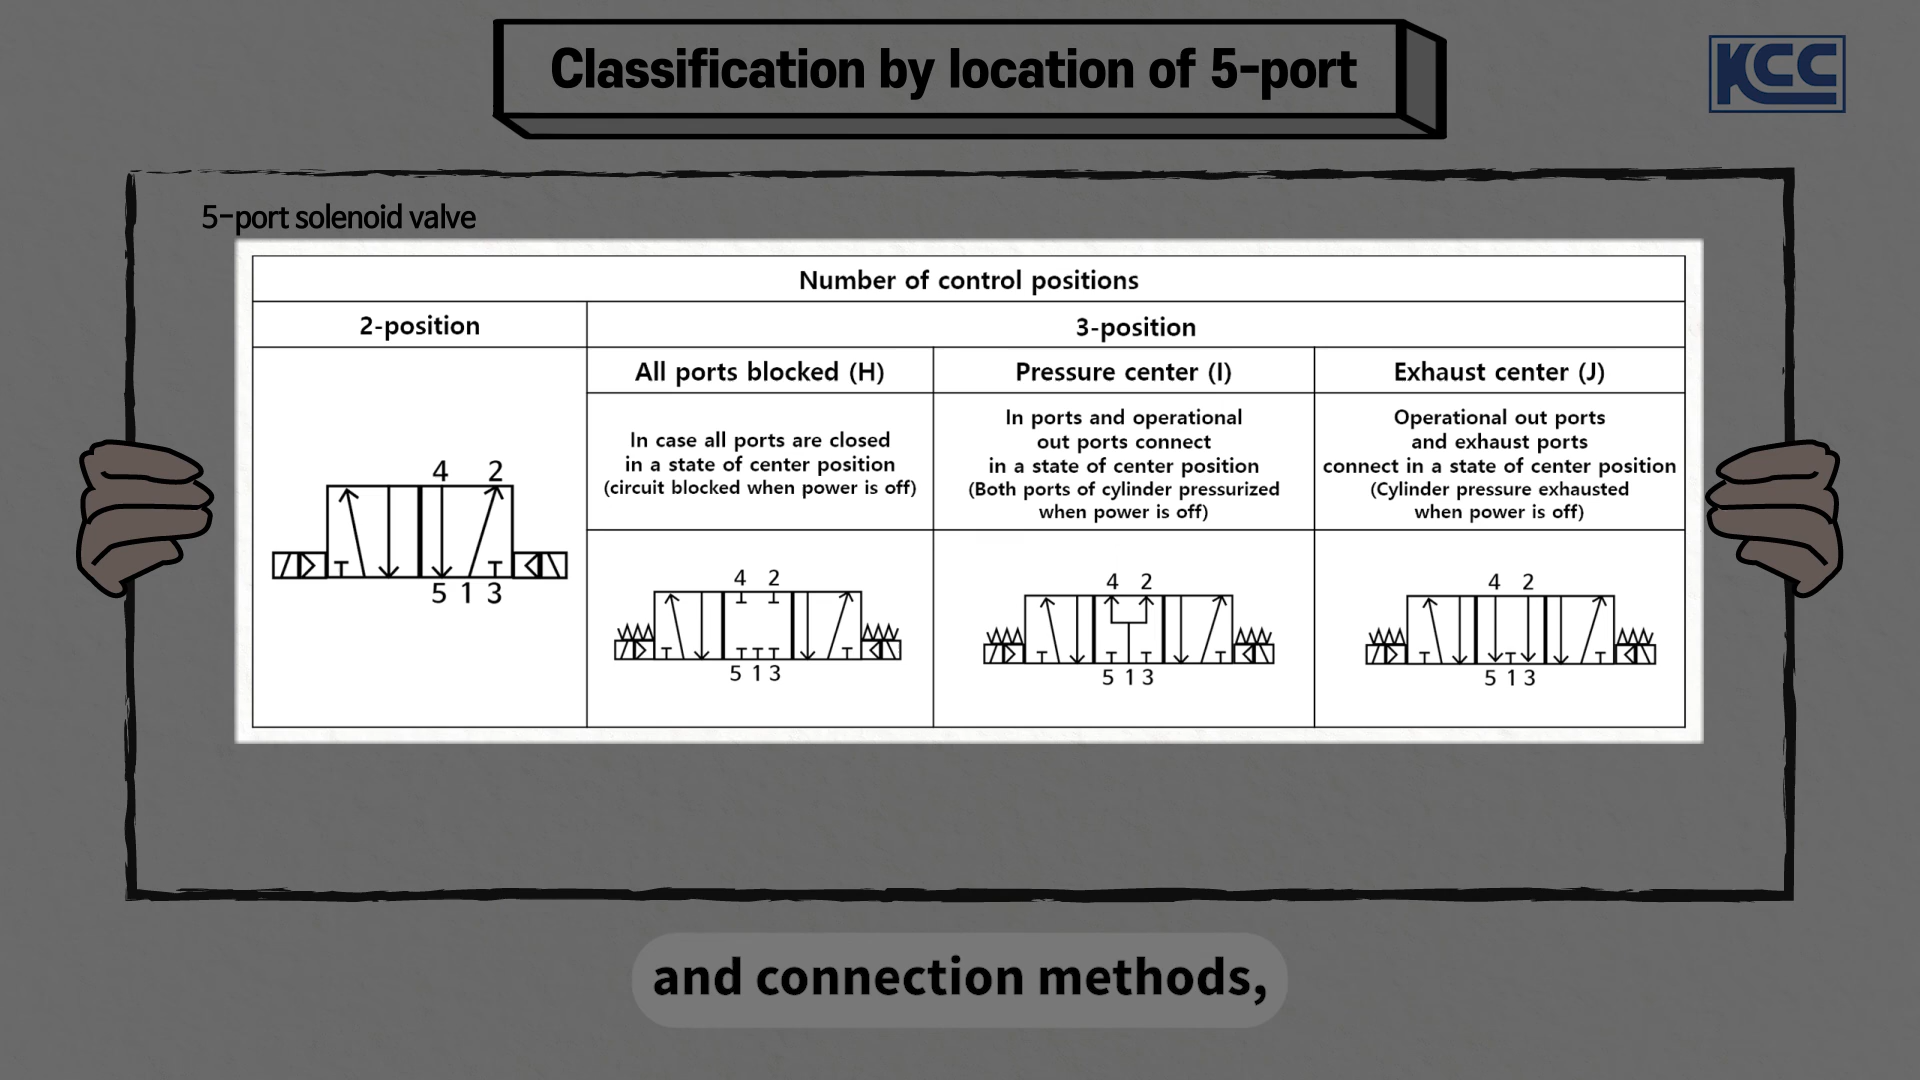 Classification by location of 5-port
KCC
5-port solenoid valve
Number of control positions
2-position
3-position
All ports blocked (H)
Pressure center (I)
Exhaust center (J)
In case all ports are closed
in a state of center position
(circuit blocked when power is off)
In ports and operational
out ports connect
in a state of center position
(Both ports of cylinder pressurized
when power is off)
Operational out ports
and exhaust ports
connect in a state of center position
(Cylinder pressure exhausted
when power is off)
4 2
5 1 3
4 2
5 1 3
4 2
5 1 3
4 2
5 1 3
and connection methods,